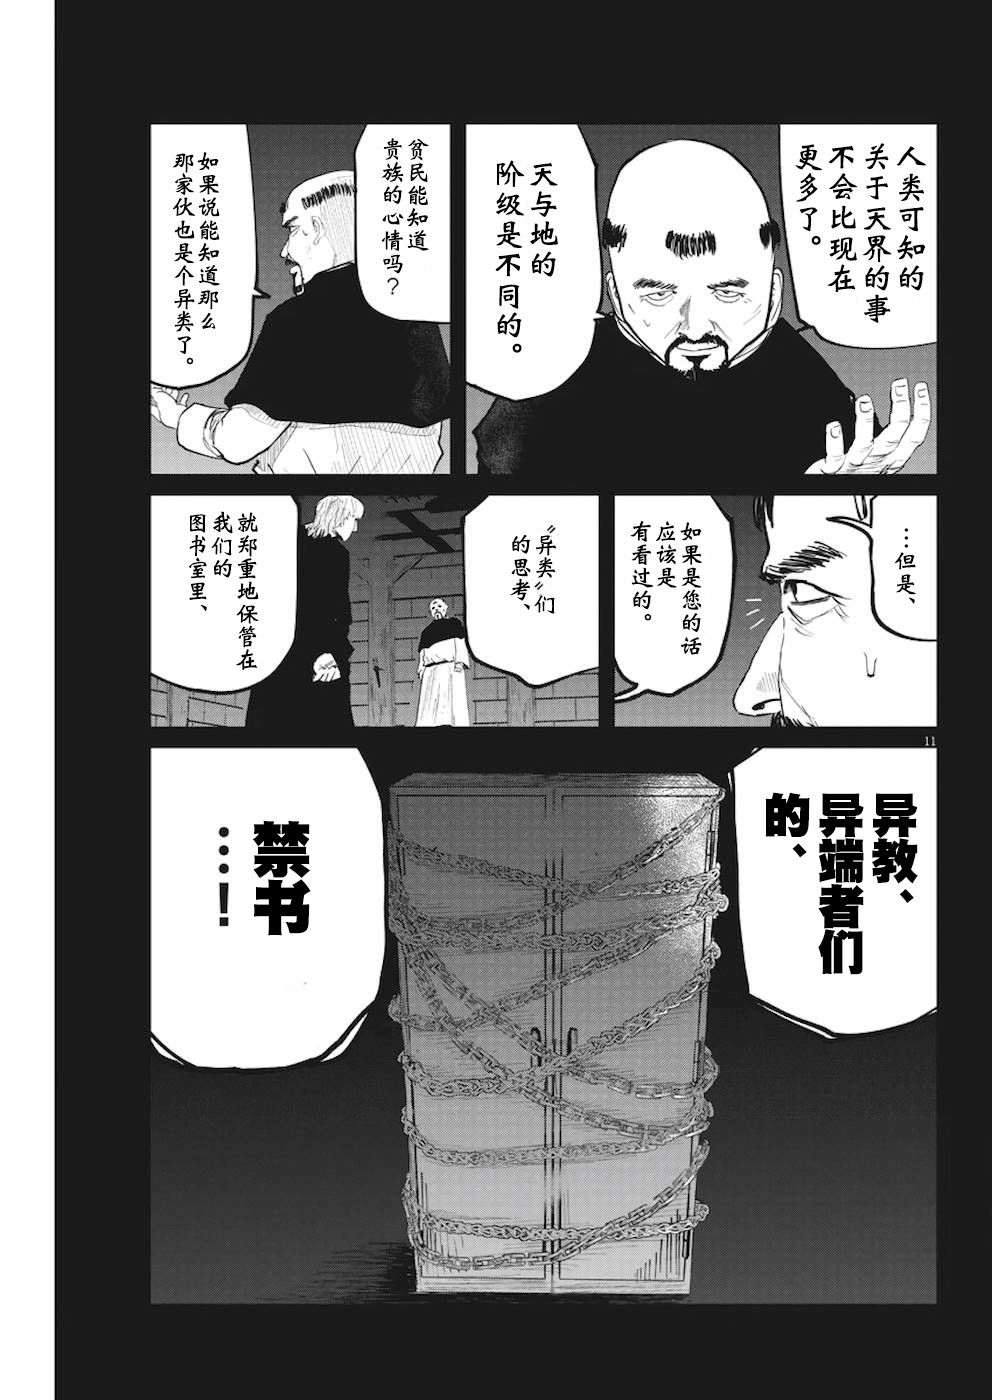 人类可知的
关于天界的事
不会比现在
更多了。
天与地的
阶级是不同的。
贫民能知道
贵族的心情吗？
如果说能知道那么
那家伙也是个异类了。
…但是、
如果是您的话
应该是
有看过的。
“异类”们
的思考、
就郑重地保管在
我们的
图书室里、
11
异教、
异端者们
的、
禁书
…！